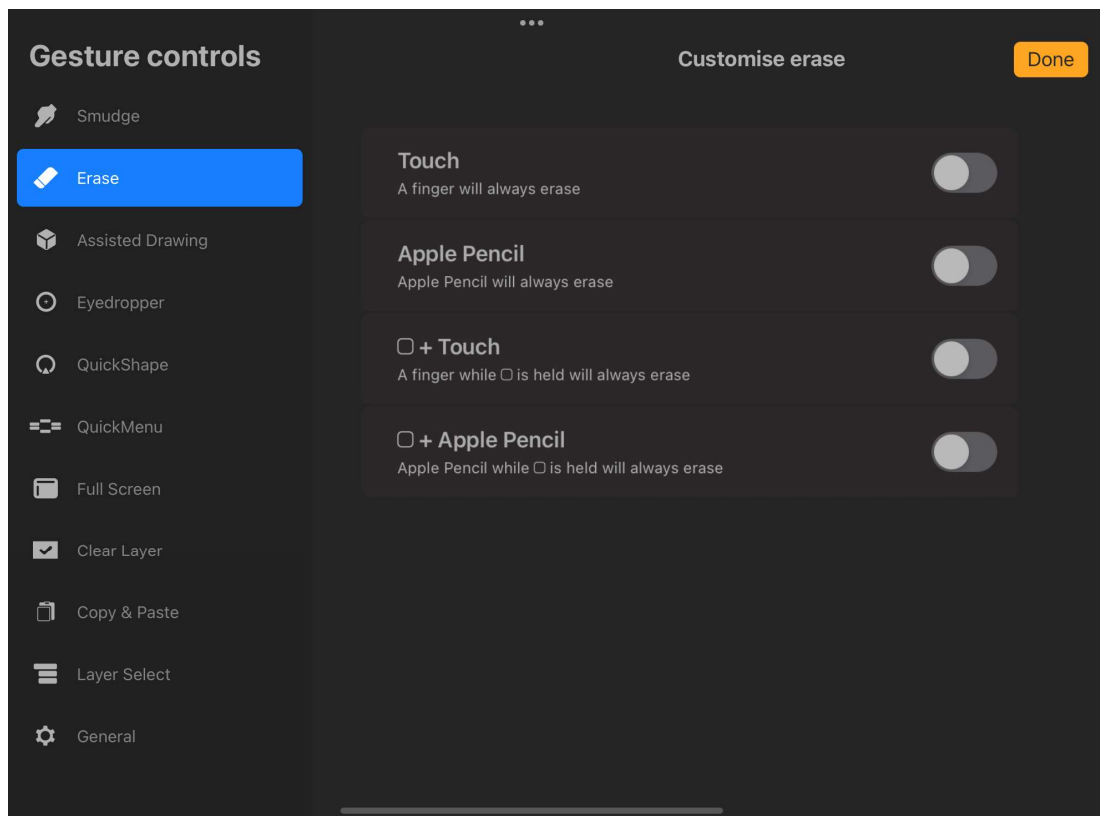 Gesture controls
Smudge
Erase
Assisted Drawing
Eyedropper
QuickShape
QuickMenu
Full Screen
Clear Layer
Copy & Paste
Layer Select
General
Customise erase
Done
Touch
A finger will always erase
Apple Pencil
Apple Pencil will always erase
▢ + Touch
A finger while ▢ is held will always erase
▢ + Apple Pencil
Apple Pencil while ▢ is held will always erase